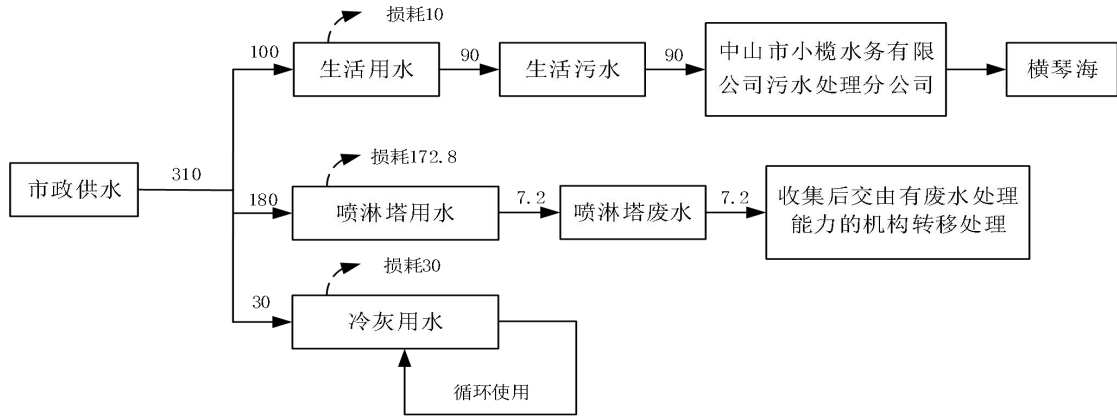 损耗10
100
生活用水
90
生活污水
90
中山市小榄水务有限
公司污水处理分公司
横琴海
市政供水
310
损耗172.8
180
喷淋塔用水
7.2
喷淋塔废水
7.2
收集后交由有废水处理
能力的机构转移处理
损耗30
30
冷灰用水
循环使用